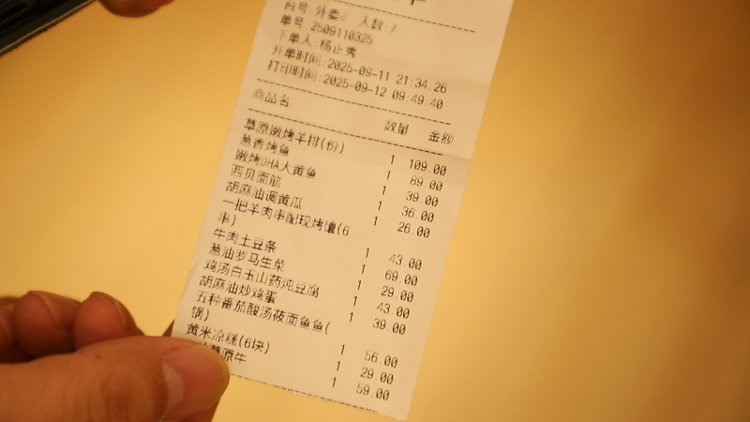 台号 外卖 人数:/
单号 2509110325
下单人:杨正秀
开单时间:2025-09-11 21:34:26
打印时间:2025-09-12 09:49:40
商品名 数量 金额
草原嫩烤羊排(份) 1 109.00
葱香烤鱼 1 89.00
嫩烤DHA大黄鱼 1 39.00
西贝面筋 1 36.00
胡麻油调黄瓜 1 26.00
一把羊肉串配现烤馕(6
串) 1 43.00
牛肉土豆条 1 69.00
葱油罗马生菜 1 29.00
鸡汤白玉山药炖豆腐 1 43.00
胡麻油炒鸡蛋 1 39.00
五种番茄酸汤莜面鱼鱼(
锅) 1 56.00
黄米凉糕(6块) 1 29.00
草原牛 1 59.00